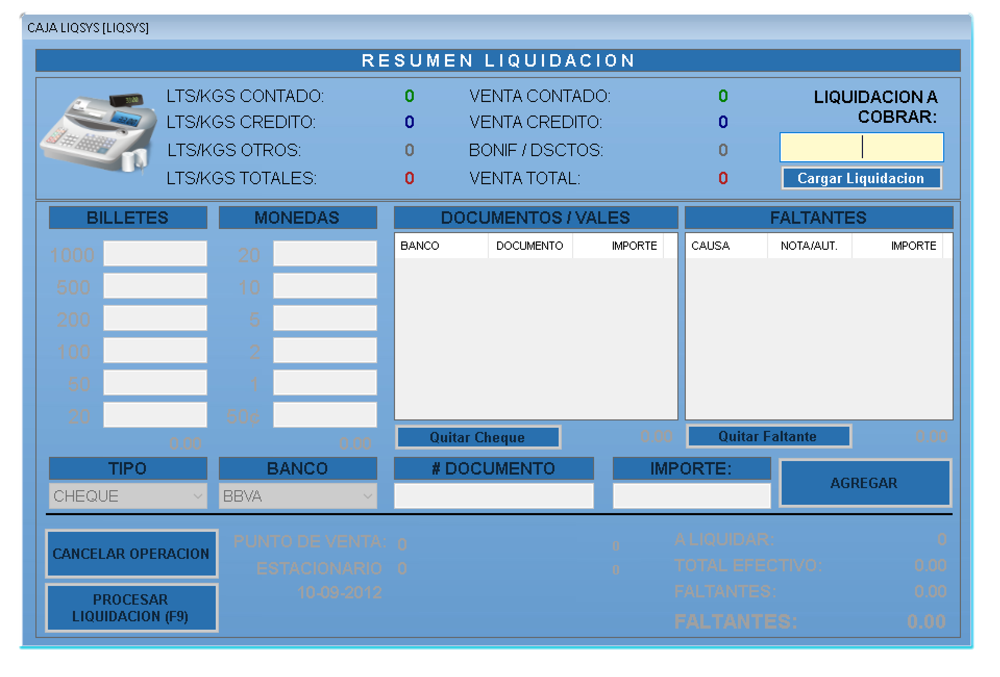 CAJA LIQSYS [LIQSYS]
RESUMEN LIQUIDACION
LTS/KGS CONTADO: 0 VENTA CONTADO: 0
LTS/KGS CREDITO: 0 VENTA CREDITO: 0
LTS/KGS OTROS: 0 BONIF / DSCTOS: 0
LTS/KGS TOTALES: 0 VENTA TOTAL: 0
LIQUIDACION A
COBRAR:
Cargar Liquidacion
BILLETES MONEDAS DOCUMENTOS / VALES FALTANTES
BANCO DOCUMENTO IMPORTE CAUSA NOTA/AUT. IMPORTE
1000 20
500 10
200 5
100 2
50 1
20 50¢
0.00 0.00 Quitar Cheque 0.00 Quitar Faltante 0.00
TIPO BANCO # DOCUMENTO IMPORTE: AGREGAR
CHEQUE BBVA
CANCELAR OPERACION
PROCESAR
LIQUIDACION (F9)
PUNTO DE VENTA: 0 0
ESTACIONARIO 0 0
10-09-2012
A LIQUIDAR: 0
TOTAL EFECTIVO: 0.00
FALTANTES: 0.00
FALTANTES: 0.00